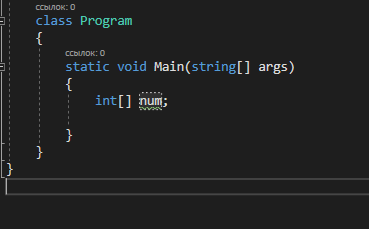 ссылок: 0
class Program
{
ссылок: 0
static void Main(string[] args)
{
int[] num;
}
}
}